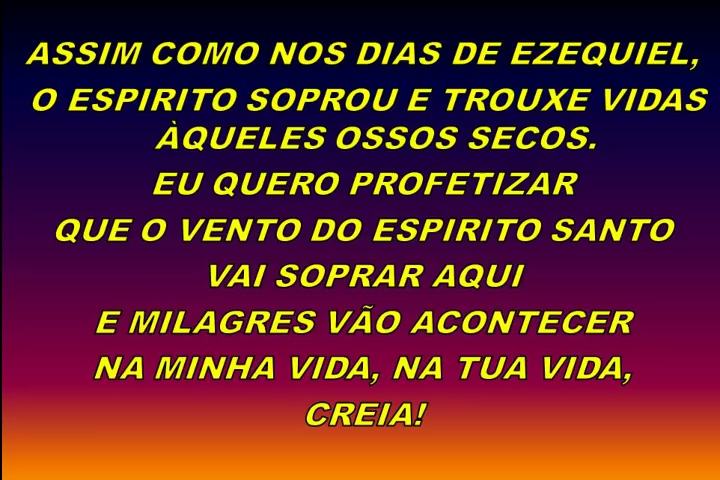 ASSIM COMO NOS DIAS DE EZEQUIEL,
O ESPIRITO SOPROU E TROUXE VIDAS
ÀQUELES OSSOS SECOS.
EU QUERO PROFETIZAR
QUE O VENTO DO ESPIRITO SANTO
VAI SOPRAR AQUI
E MILAGRES VÃO ACONTECER
NA MINHA VIDA, NA TUA VIDA,
CREIA!